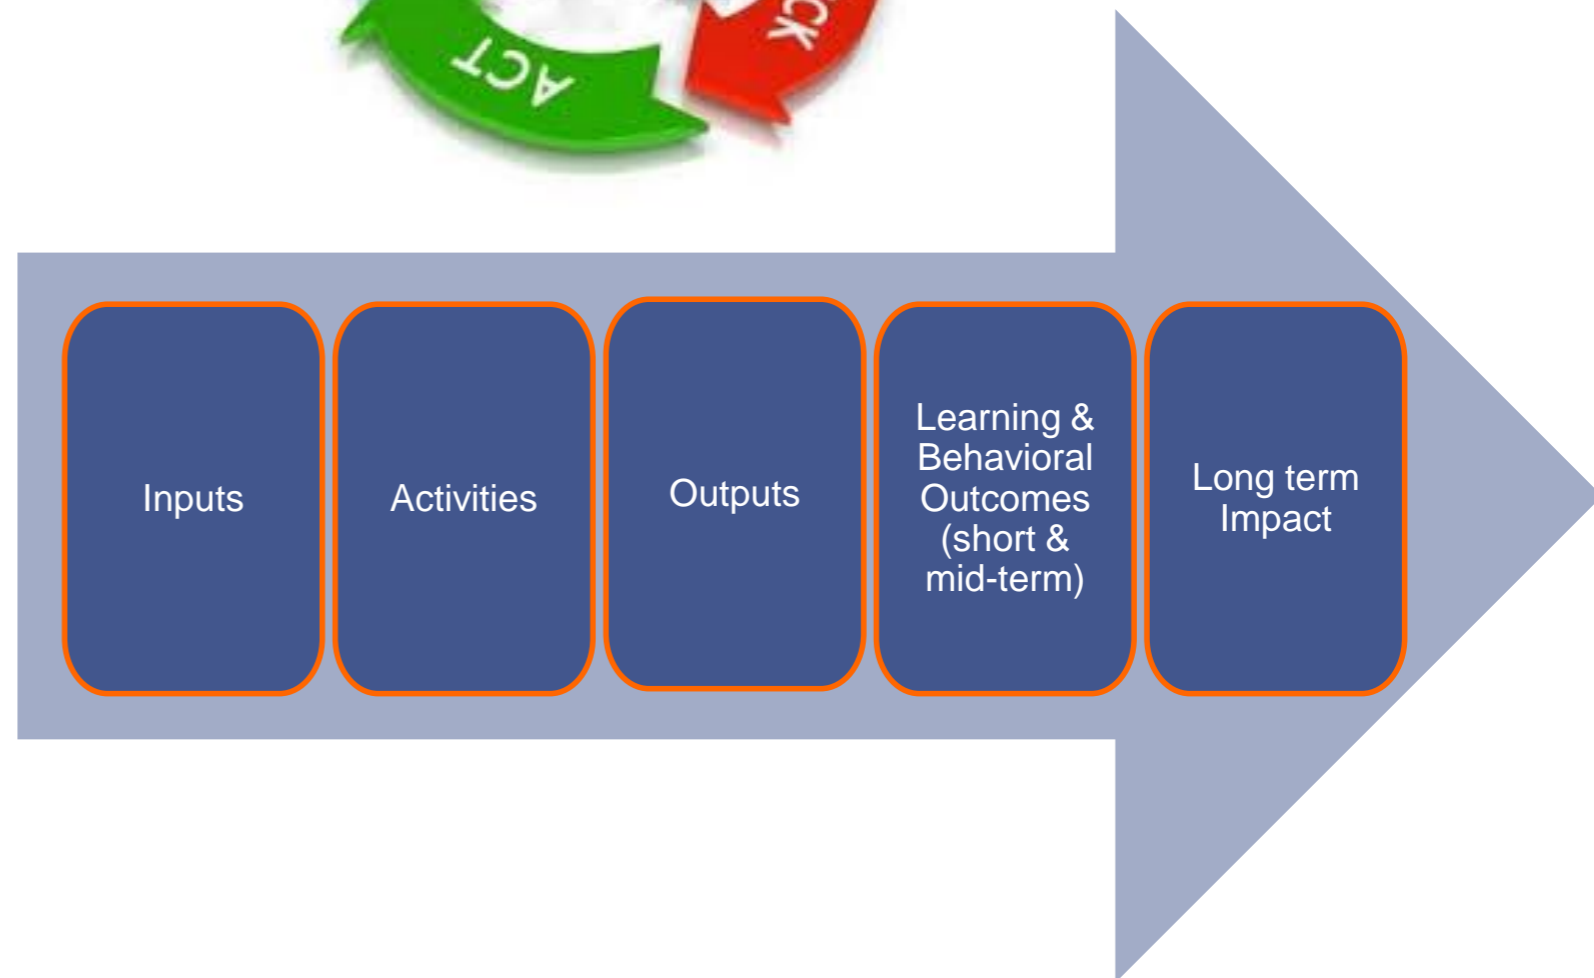 ACT
CK
Inputs
Activities
Outputs
Learning &
Behavioral
Outcomes
(short &
mid-term)
Long term
Impact